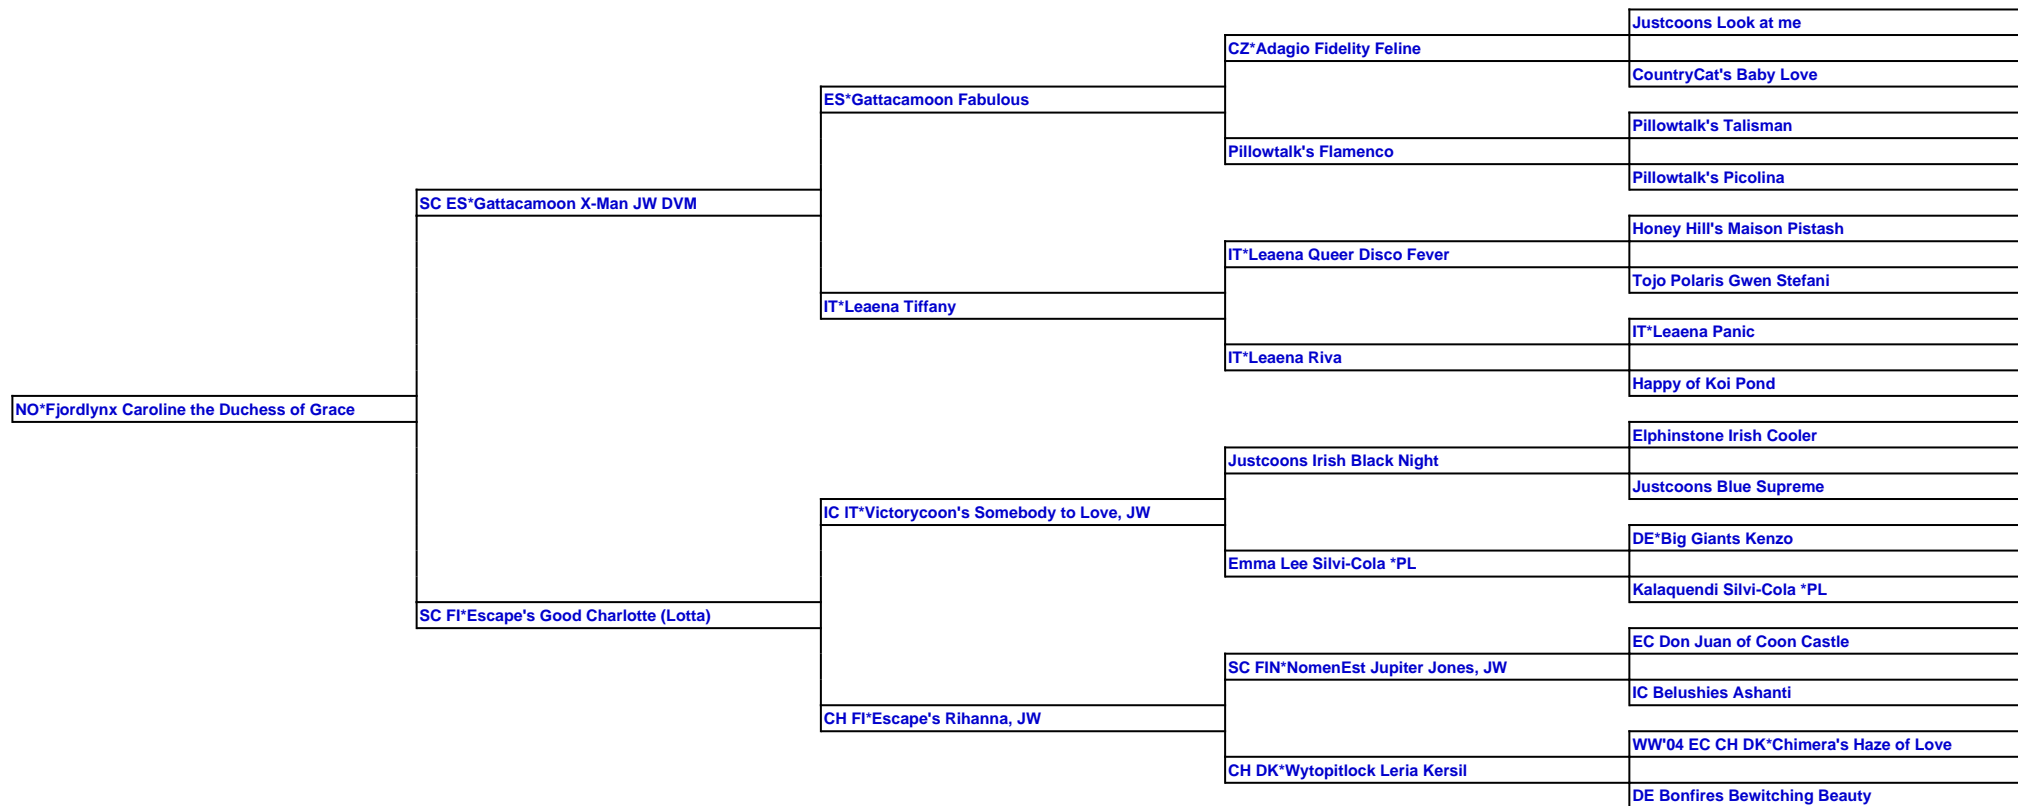 Justcoons Look at me
CZ*Adagio Fidelity Feline
CountryCat's Baby Love
ES*Gattacamoon Fabulous
Pillowtalk's Talisman
Pillowtalk's Flamenco
Pillowtalk's Picolina
SC ES*Gattacamoon X-Man JW DVM
Honey Hill's Maison Pistash
IT*Leaena Queer Disco Fever
Tojo Polaris Gwen Stefani
IT*Leaena Tiffany
IT*Leaena Panic
IT*Leaena Riva
Happy of Koi Pond
NO*Fjordlynx Caroline the Duchess of Grace
Elphinstone Irish Cooler
Justcoons Irish Black Night
Justcoons Blue Supreme
IC IT*Victorycoon's Somebody to Love, JW
DE*Big Giants Kenzo
Emma Lee Silvi-Cola *PL
Kalaquendi Silvi-Cola *PL
SC FI*Escape's Good Charlotte (Lotta)
EC Don Juan of Coon Castle
SC FIN*NomenEst Jupiter Jones, JW
IC Belushies Ashanti
CH FI*Escape's Rihanna, JW
WW'04 EC CH DK*Chimera's Haze of Love
CH DK*Wytopitlock Leria Kersil
DE Bonfires Bewitching Beauty